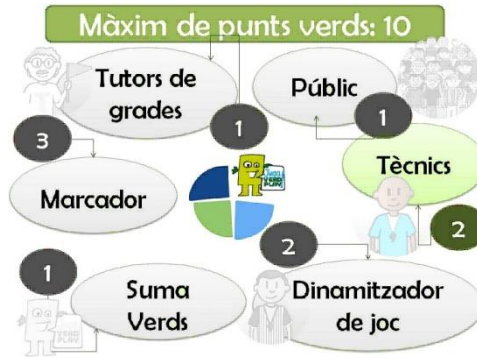 Màxim de punts verds: 10
Tutors de
grades
1
Públic
1
3
Marcador
Tècnics
2
1
Suma
Verds
2
Dinamitzador
de joc